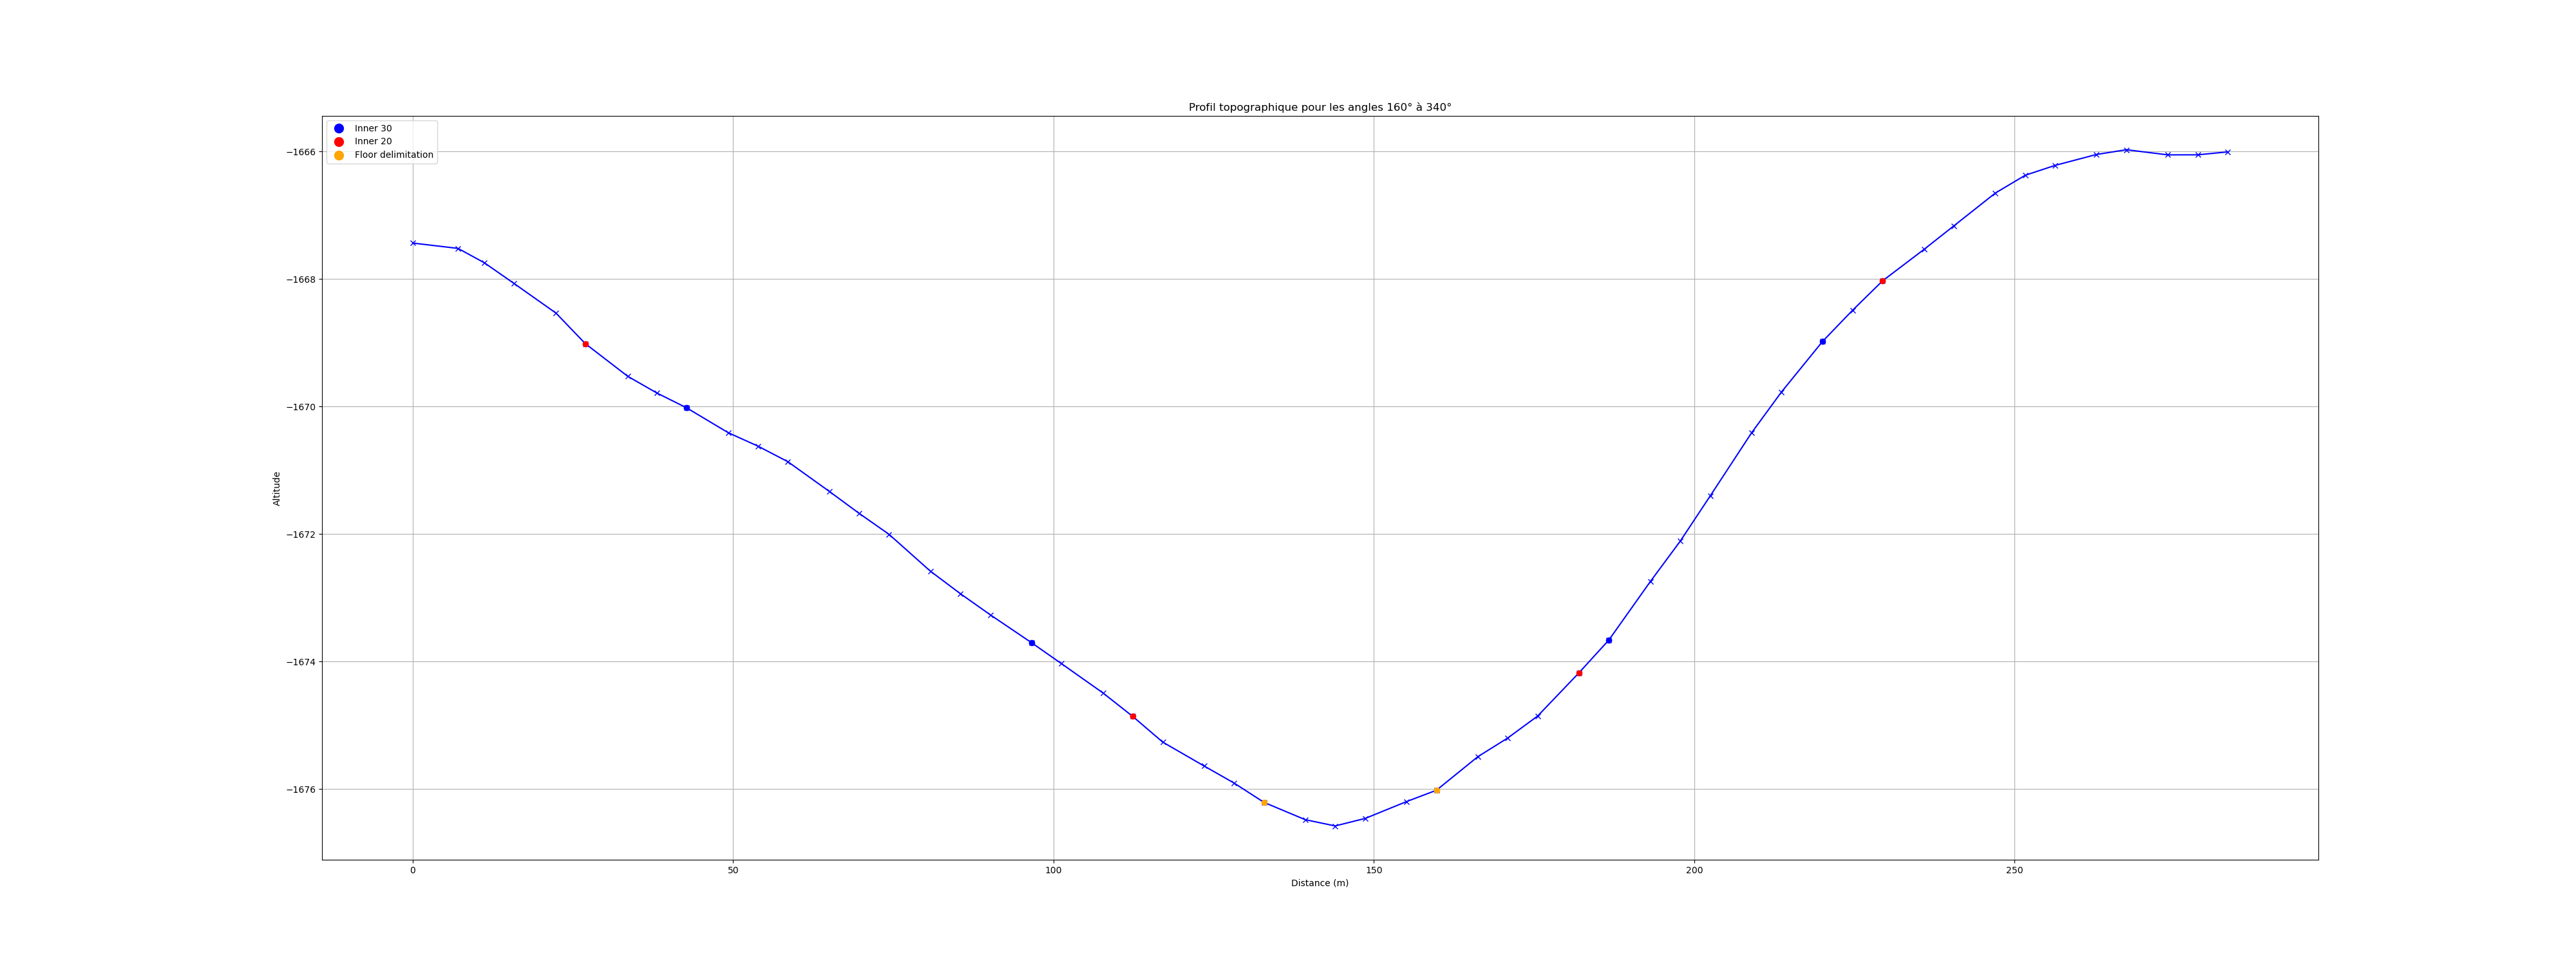 Profil topographique pour les angles 160° à 340°
Inner 30
Inner 20
Floor delimitation
−1666
−1668
−1670
−1672
−1674
−1676
Altitude
0 50 100 150 200 250
Distance (m)